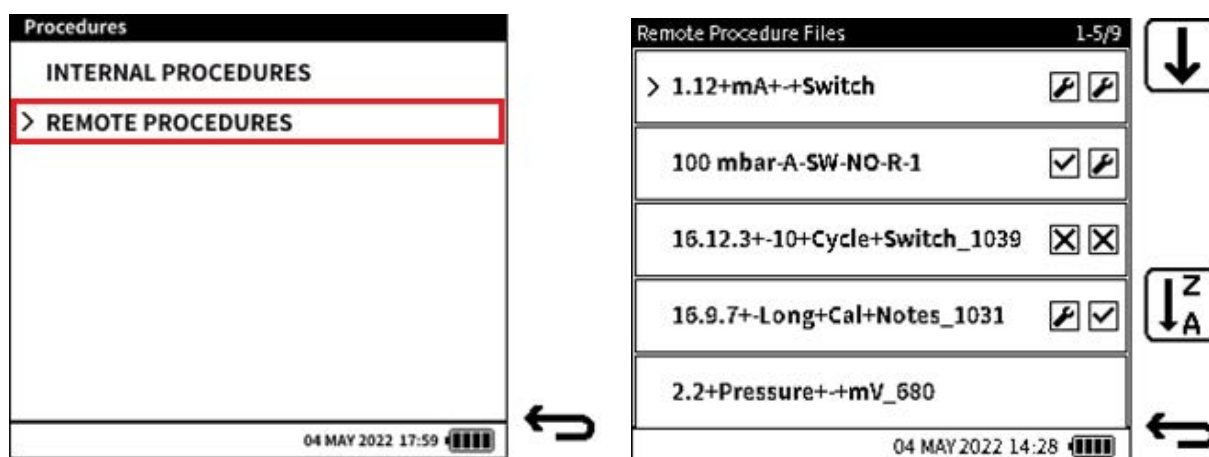 Procedures
INTERNAL PROCEDURES
> REMOTE PROCEDURES
04 MAY 2022 17:59
Remote Procedure Files 1-5/9
> 1.12+mA+-+Switch
100 mbar-A-SW-NO-R-1
16.12.3+-10+Cycle+Switch_1039
16.9.7+-Long+Cal+Notes_1031
2.2+Pressure+-+mV_680
04 MAY 2022 14:28
Z
A